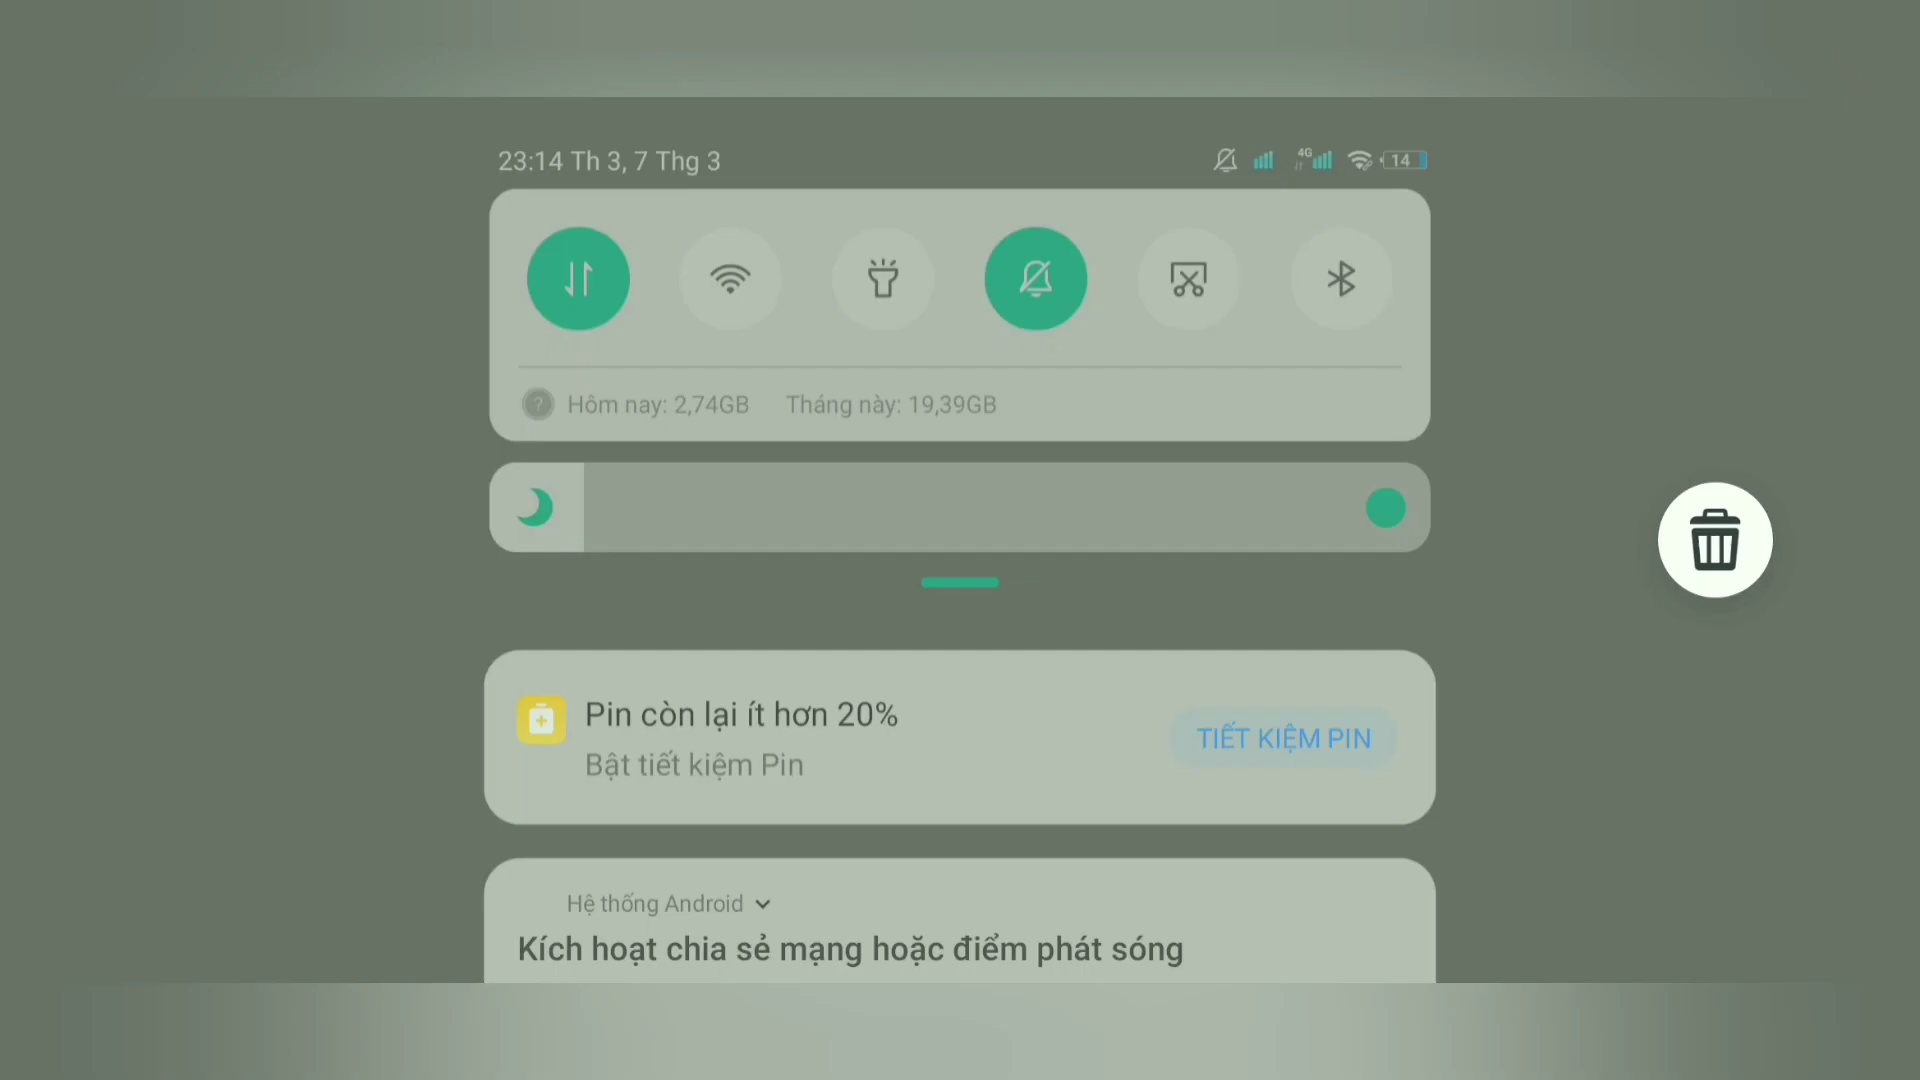 23:14 Th 3, 7 Thg 3
4G
14
Hôm nay: 2,74GB Tháng này: 19,39GB
Pin còn lại ít hơn 20%
Bật tiết kiệm Pin
TIẾT KIỆM PIN
Hệ thống Android
Kích hoạt chia sẻ mạng hoặc điểm phát sóng